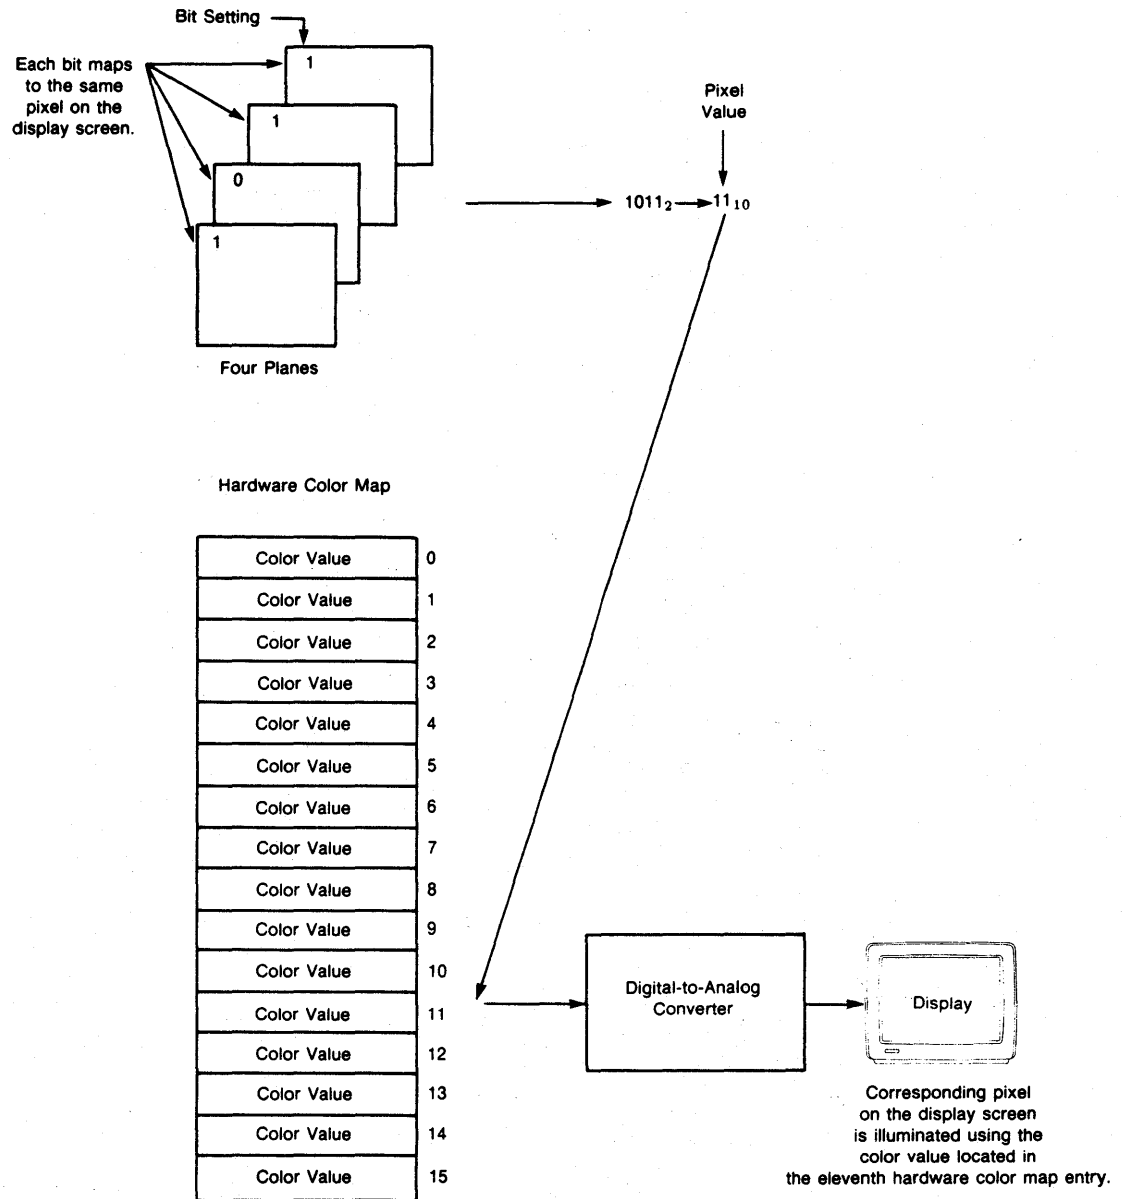 Bit Setting
Each bit maps
to the same
pixel on the
display screen.
1
1
0
1
Four Planes
Pixel
Value
1011₂ 11₁₀
Hardware Color Map
Color Value 0
Color Value 1
Color Value 2
Color Value 3
Color Value 4
Color Value 5
Color Value 6
Color Value 7
Color Value 8
Color Value 9
Color Value 10
Color Value 11
Color Value 12
Color Value 13
Color Value 14
Color Value 15
Digital-to-Analog
Converter
Display
Corresponding pixel
on the display screen
is illuminated using the
color value located in
the eleventh hardware color map entry.